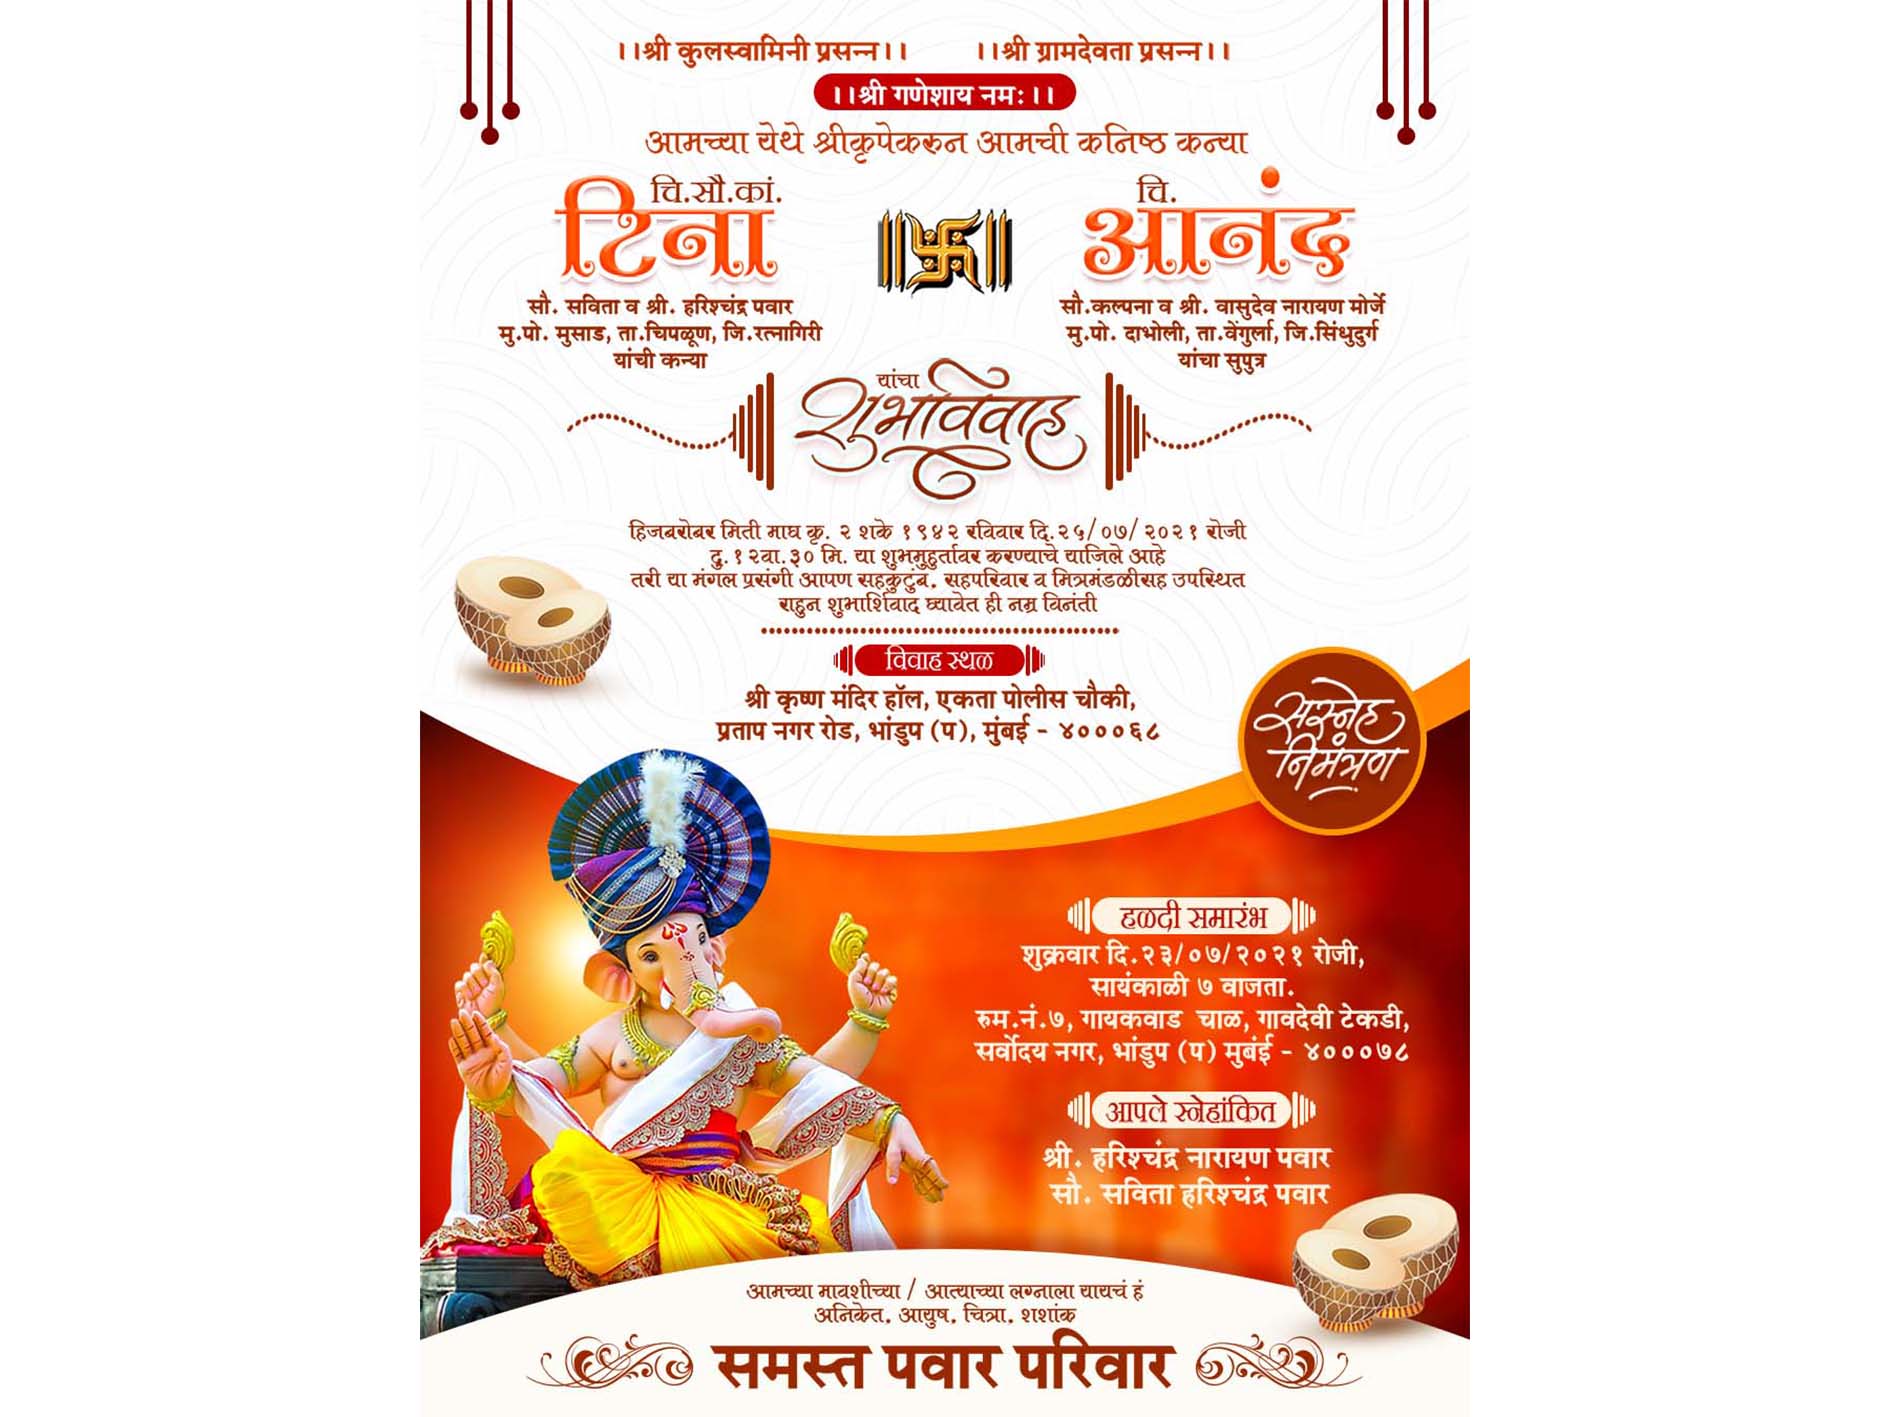 ।।श्री कुलस्वामिनी प्रसन्न।। ।।श्री ग्रामदेवता प्रसन्न।।
।।श्री गणेशाय नमः।।
आमच्या येथे श्रीकृपेकरून आमची कनिष्ठ कन्या
चि.सौ.कां.
टिना
सौ. सविता व श्री. हरिश्चंद्र पवार
मु.पो. मुसाड, ता.चिपळूण, जि.रत्नागिरी
यांची कन्या
चि.
आनंद
सौ.कल्पना व श्री. वासुदेव नारायण मोर्जे
मु.पो. दाभोली, ता.वेंगुर्ला, जि.सिंधुदुर्ग
यांचा सुपुत्र
यांचा
शुभविवाह
हिजबरोबर मिती माघ कृ. २ शके १९४२ रविवार दि.२५/०७/२०२१ रोजी
दु.१२वा.३० मि. या शुभमुहुर्तावर करण्याचे योजिले आहे
तरी या मंगल प्रसंगी आपण सहकुटुंब, सहपरिवार व मित्रमंडळीसह उपस्थित
राहुन शुभार्शिवाद घ्यावेत ही नम्र विनंती
विवाह स्थळ
श्री कृष्ण मंदिर हॉल, एकता पोलीस चौकी,
प्रताप नगर रोड, भांडुप (प), मुंबई - ४०००६८
सस्नेह
निमंत्रण
हळदी समारंभ
शुक्रवार दि.२३/०७/२०२१ रोजी,
सायंकाळी ७ वाजता.
रुम.नं.७, गायकवाड चाळ, गावदेवी टेकडी,
सर्वोदय नगर, भांडुप (प) मुबंई - ४०००७८
आपले स्नेहांकित
श्री. हरिश्चंद्र नारायण पवार
सौ. सविता हरिश्चंद्र पवार
आमच्या मावशीच्या / आत्याच्या लग्नाला यायचं हं
अनिकेत, आयुष, चित्रा, शशांक
समस्त पवार परिवार